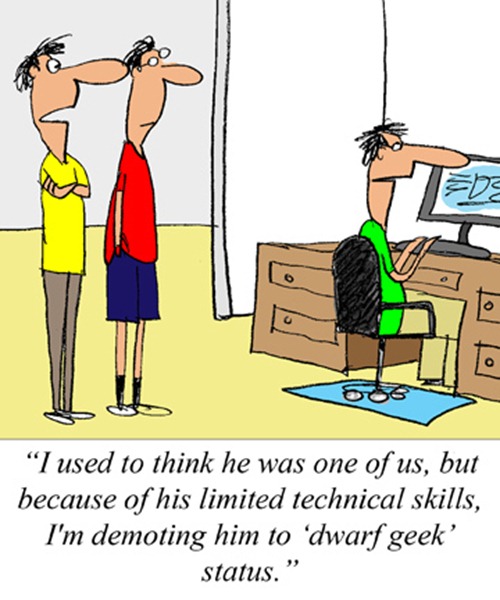 “I used to think he was one of us, but
because of his limited technical skills,
I'm demoting him to ‘dwarf geek’
status.”